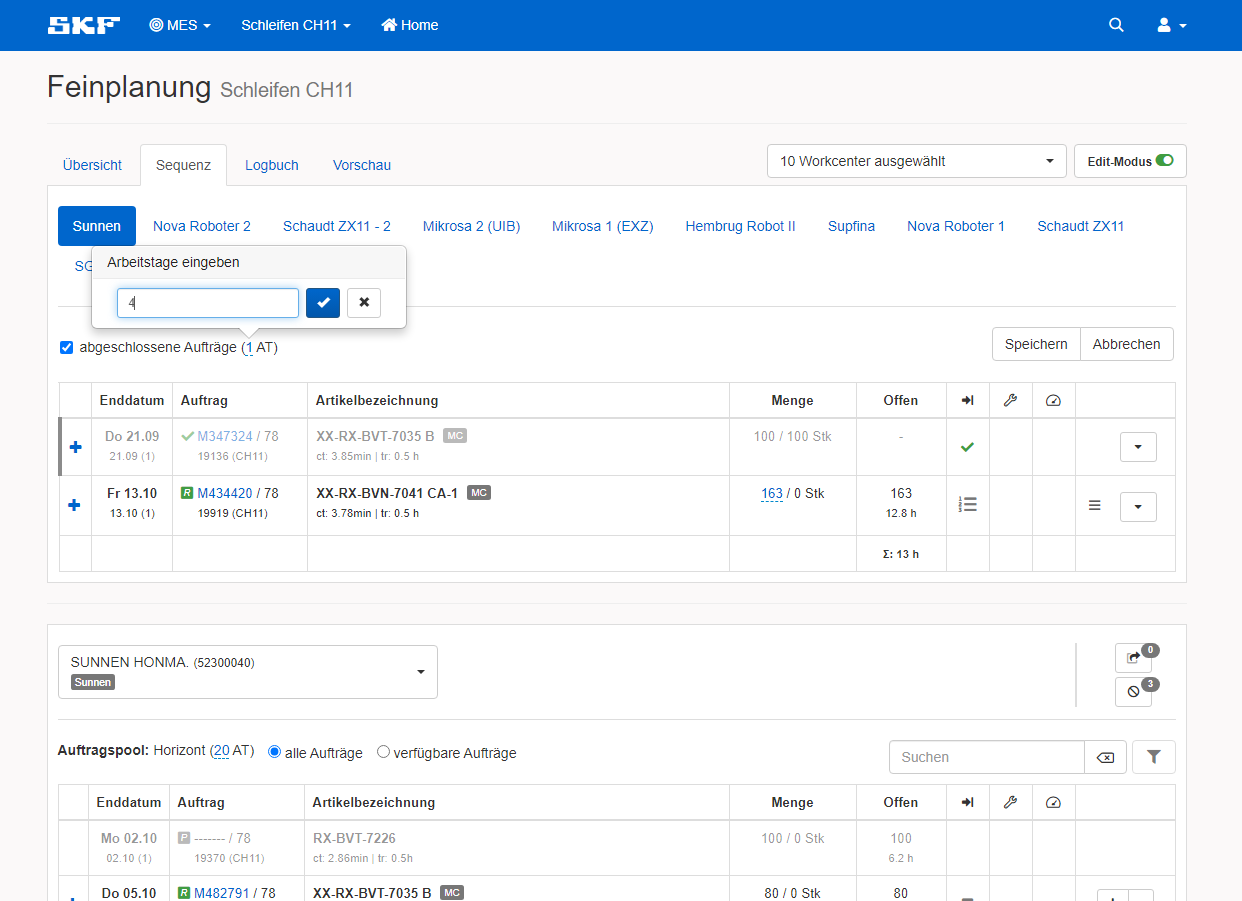 SKF MES Schleifen CH11 Home
Feinplanung Schleifen CH11
Übersicht Sequenz Logbuch Vorschau 10 Workcenter ausgewählt Edit-Modus
Sunnen Nova Roboter 2 Schaudt ZX11 - 2 Mikrosa 2 (UIB) Mikrosa 1 (EXZ) Hembrug Robot II Supfina Nova Roboter 1 Schaudt ZX11
SG
Arbeitstage eingeben
4
abgeschlossene Aufträge (1 AT) Speichern Abbrechen
Enddatum Auftrag Artikelbezeichnung Menge Offen
Do 21.09 M347324 / 78 XX-RX-BVT-7035 B MC 100 / 100 Stk -
21.09 (1) 19136 (CH11) ct: 3.85min | tr: 0.5 h
Fr 13.10 R M434420 / 78 XX-RX-BVN-7041 CA-1 MC 163 / 0 Stk 163
13.10 (1) 19919 (CH11) ct: 3.78min | tr: 0.5 h 12.8 h
Σ: 13 h
SUNNEN HONMA. (52300040) 0
Sunnen 3
Auftragspool: Horizont (20 AT) alle Aufträge verfügbare Aufträge Suchen
Enddatum Auftrag Artikelbezeichnung Menge Offen
Mo 02.10 P ------- / 78 RX-BVT-7226 100 / 0 Stk 100
02.10 (1) 19370 (CH11) ct: 2.86min | tr: 0.5h 6.2 h
Do 05.10 R M482791 / 78 XX-RX-BVT-7035 B MC 80 / 0 Stk 80